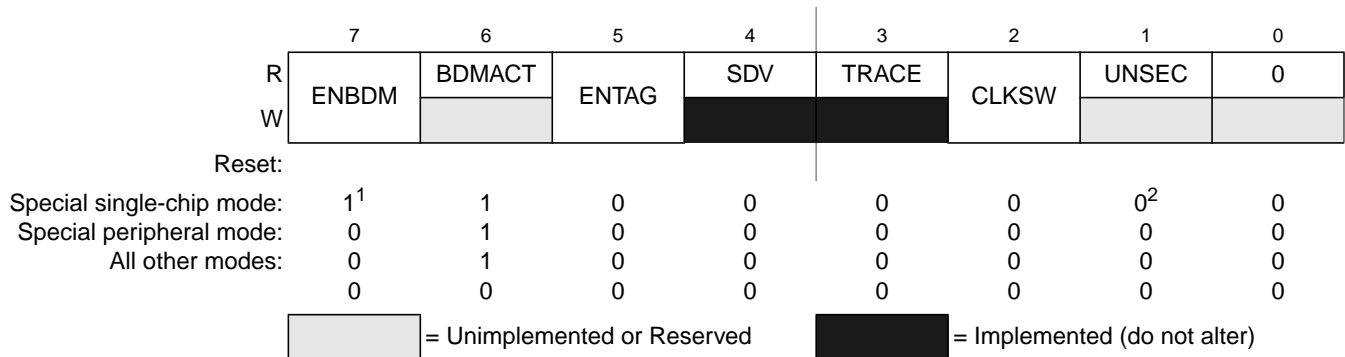 7 6 5 4 3 2 1 0
R ENBDM BDMACT ENTAG SDV TRACE CLKSW UNSEC 0
W
Reset:
Special single-chip mode: 1¹ 1 0 0 0 0 0² 0
Special peripheral mode: 0 1 0 0 0 0 0 0
All other modes: 0 1 0 0 0 0 0 0
0 0 0 0 0 0 0 0
= Unimplemented or Reserved = Implemented (do not alter)